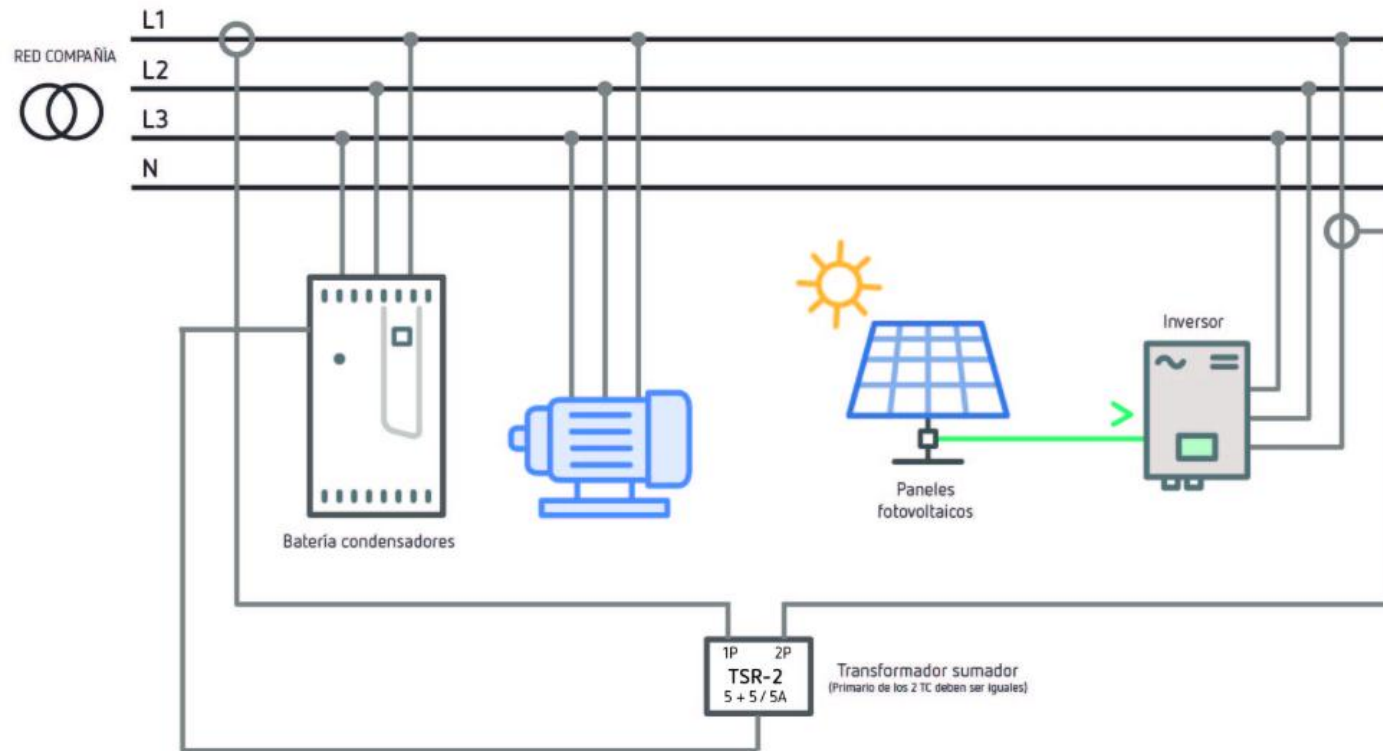 L1
RED COMPAÑÌA
L2
L3
N
Inversor
Paneles
fotovoltaicos
Batería condensadores
1P 2P
TSR-2
5 + 5 / 5A
Transformador sumador
(Primario de los 2 TC deben ser iguales)